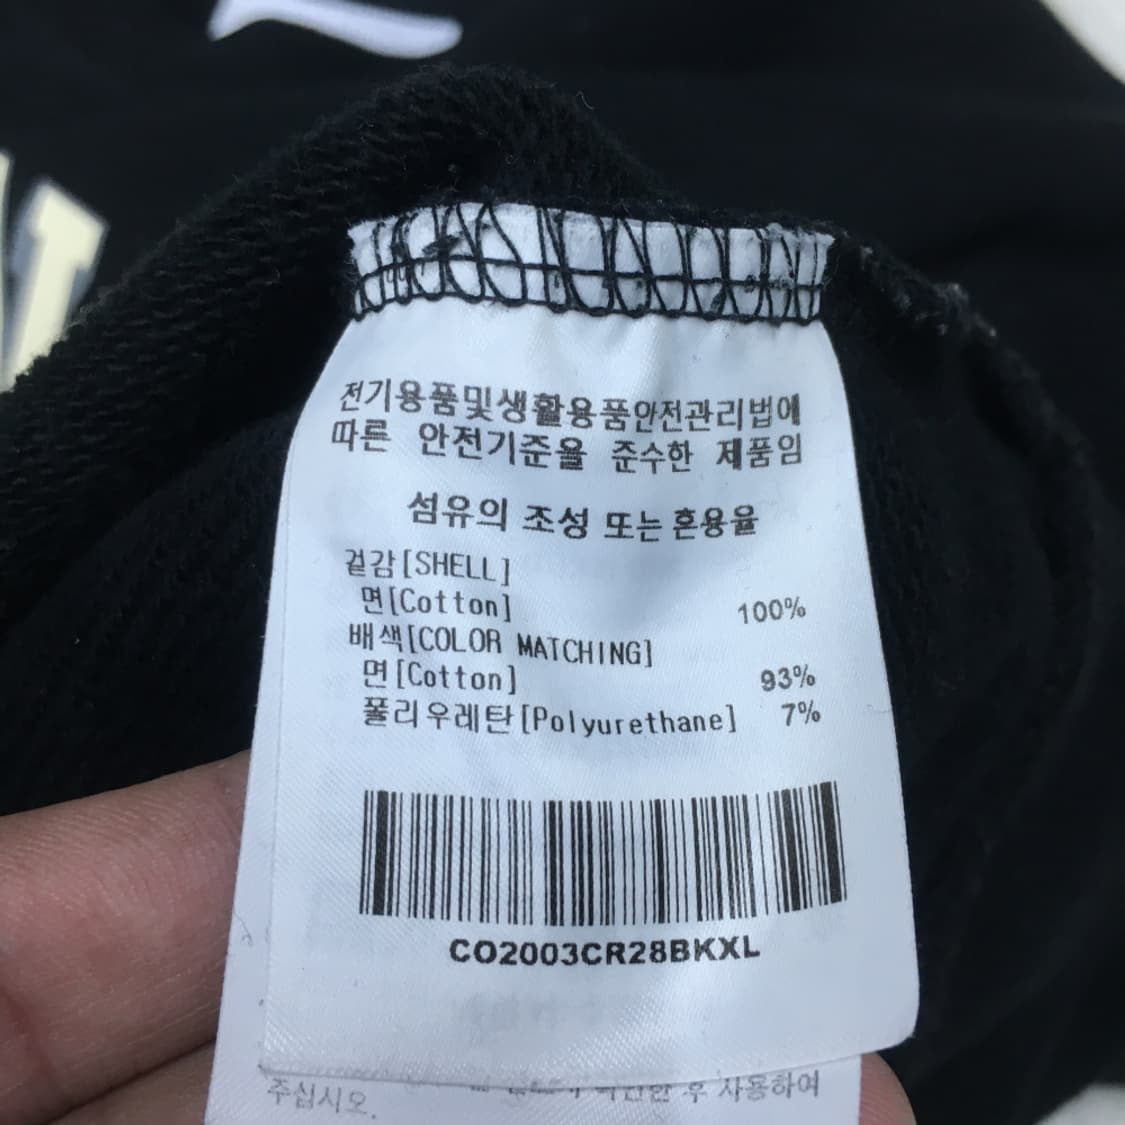 전기용품및생활용품안전관리법에
따른 안전기준을 준수한 제품임
섬유의 조성 또는 혼용율
겉감[SHELL]
면[Cotton] 100%
배색[COLOR MATCHING]
면[Cotton] 93%
폴리우레탄[Polyurethane] 7%
CO2003CR28BKXL
후 사용하여
주십시오.